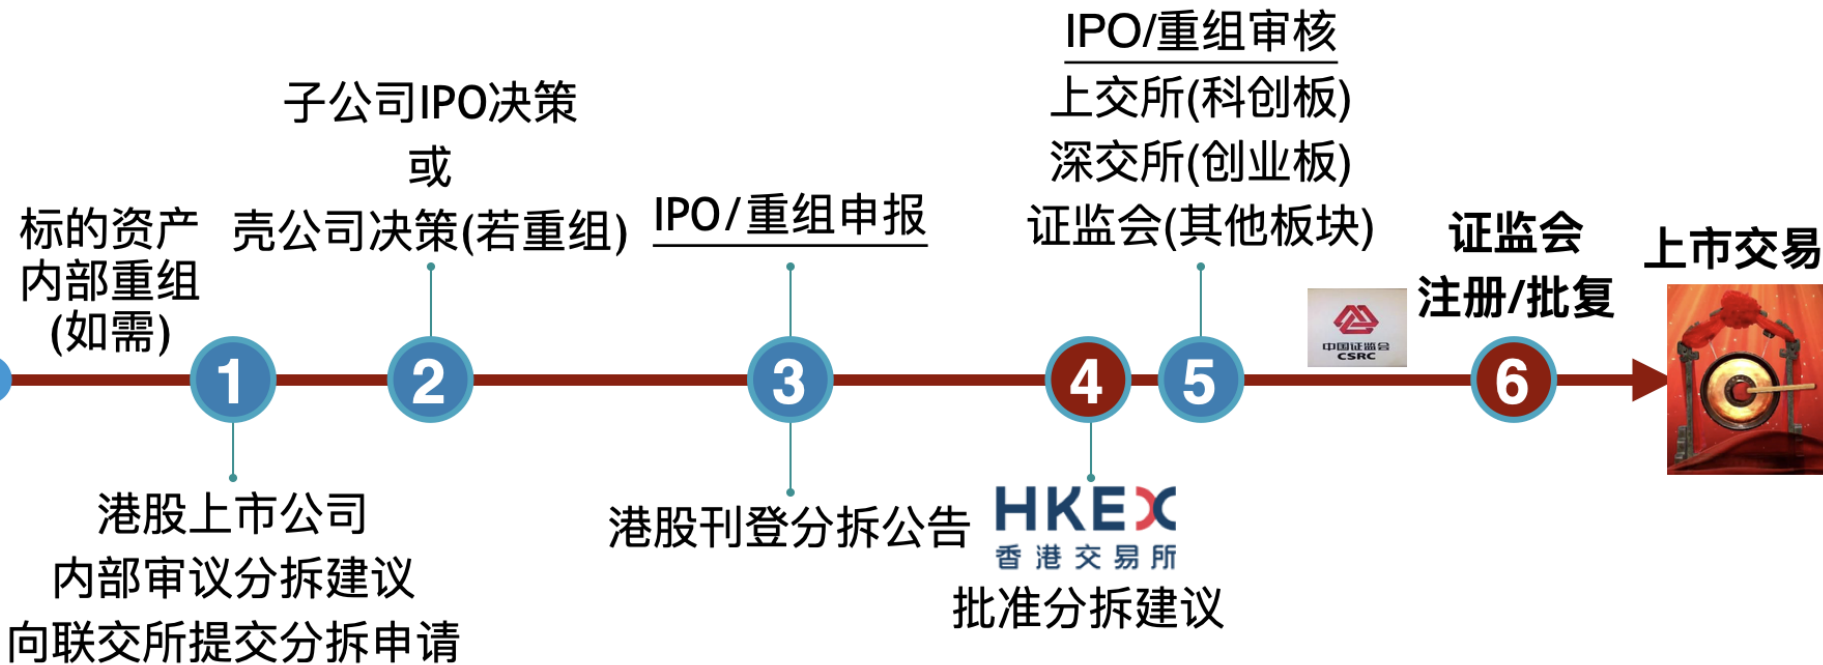 标的资产
内部重组
(如需)
1
港股上市公司
内部审议分拆建议
向联交所提交分拆申请
子公司IPO决策
或
壳公司决策(若重组)
2
IPO/重组申报
3
港股刊登分拆公告
4
HKEX
香港交易所
批准分拆建议
IPO/重组审核
上交所(科创板)
深交所(创业板)
证监会(其他板块)
5
中国证监会
CSRC
证监会
注册/批复
6
上市交易